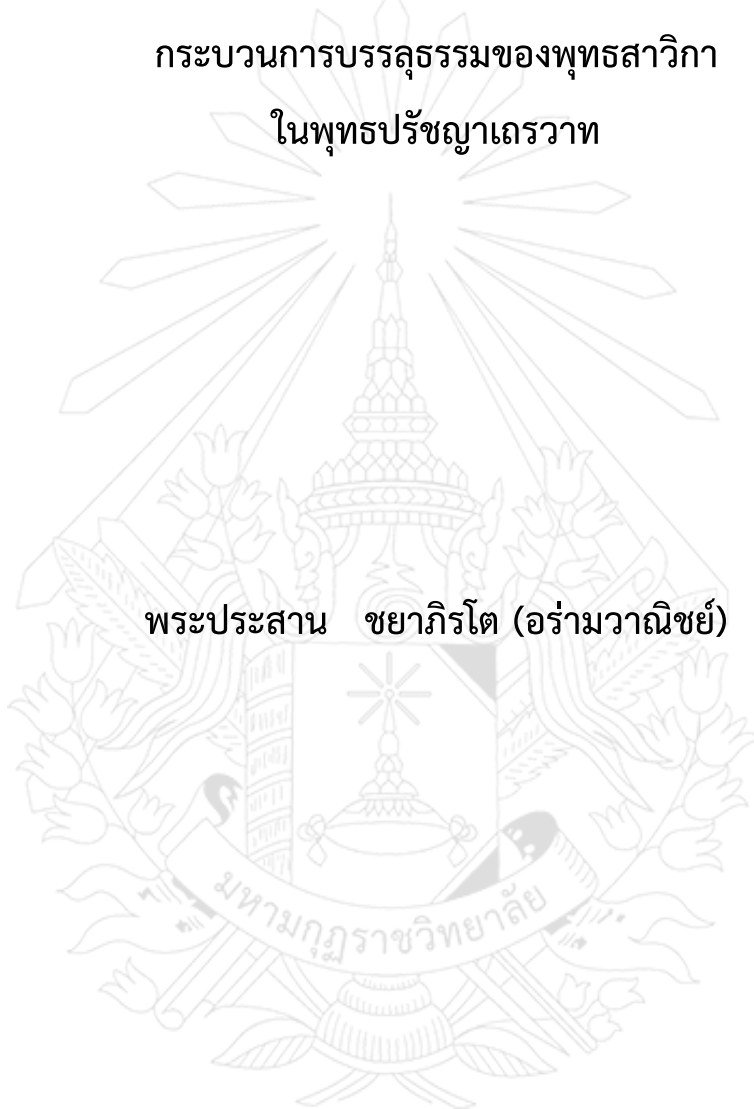 กระบวนการบรรลุธรรมของพุทธสาวิกา
ในพุทธปรัชญาเถรวาท
พระประสาน ชยาภิรโต (อร่ามวาณิชย์)
มหามกุฏราชวิทยาลัย